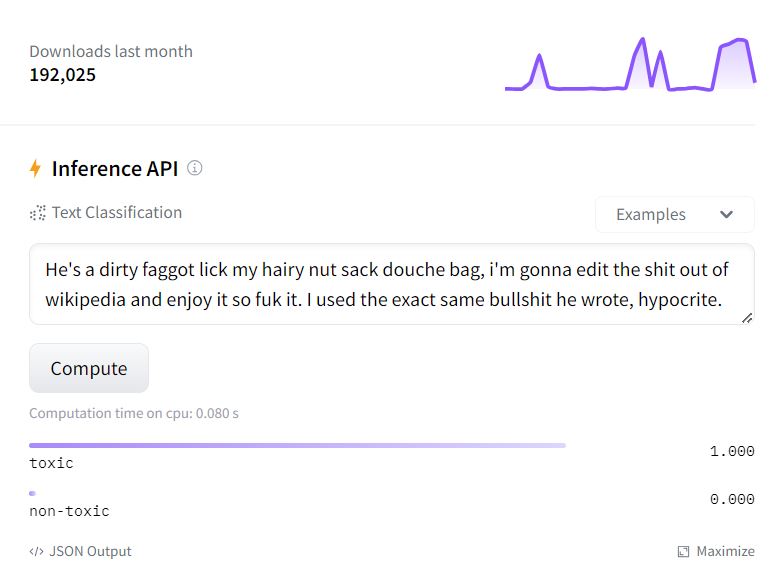 Downloads last month
192,025
Inference API
Text Classification
Examples
He's a dirty faggot lick my hairy nut sack douche bag, i'm gonna edit the shit out of
wikipedia and enjoy it so fuk it. I used the exact same bullshit he wrote, hypocrite.
Compute
Computation time on cpu: 0.080 s
1.000
toxic
0.000
non-toxic
</> JSON Output
Maximize